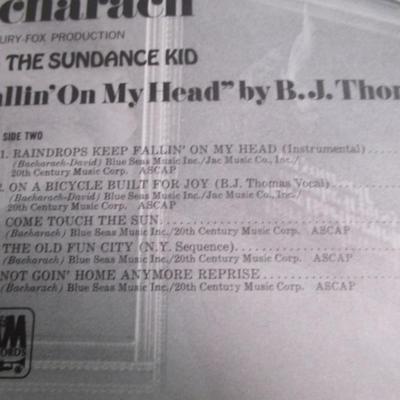 charach
URY-FOX PRODUCTION
THE SUNDANCE KID
llin' On My Head" by B.J. Thom
SIDE TWO
1. RAINDROPS KEEP FALLIN' ON MY HEAD (Instrumental)
(Bacharach-David) Blue Seas Music Inc./Jac Music Co., Inc./
20th Century Music Corp. ASCAP
2. ON A BICYCLE BUILT FOR JOY (B.J. Thomas Vocal)
(Bacharach-David) Blue Seas Music Inc./Jac Music Co., Inc./
20th Century Music Corp. ASCAP
COME TOUCH THE SUN
(Bacharach) Blue Seas Music Inc./20th Century Music Corp. ASCAP
THE OLD FUN CITY (N.Y. Sequence)
(Bacharach) Blue Seas Music Inc./20th Century Music Corp. ASCAP
NOT GOIN' HOME ANYMORE REPRISE
(Bacharach) Blue Seas Music Inc./20th Century Music Corp. ASCAP
M
ORDS